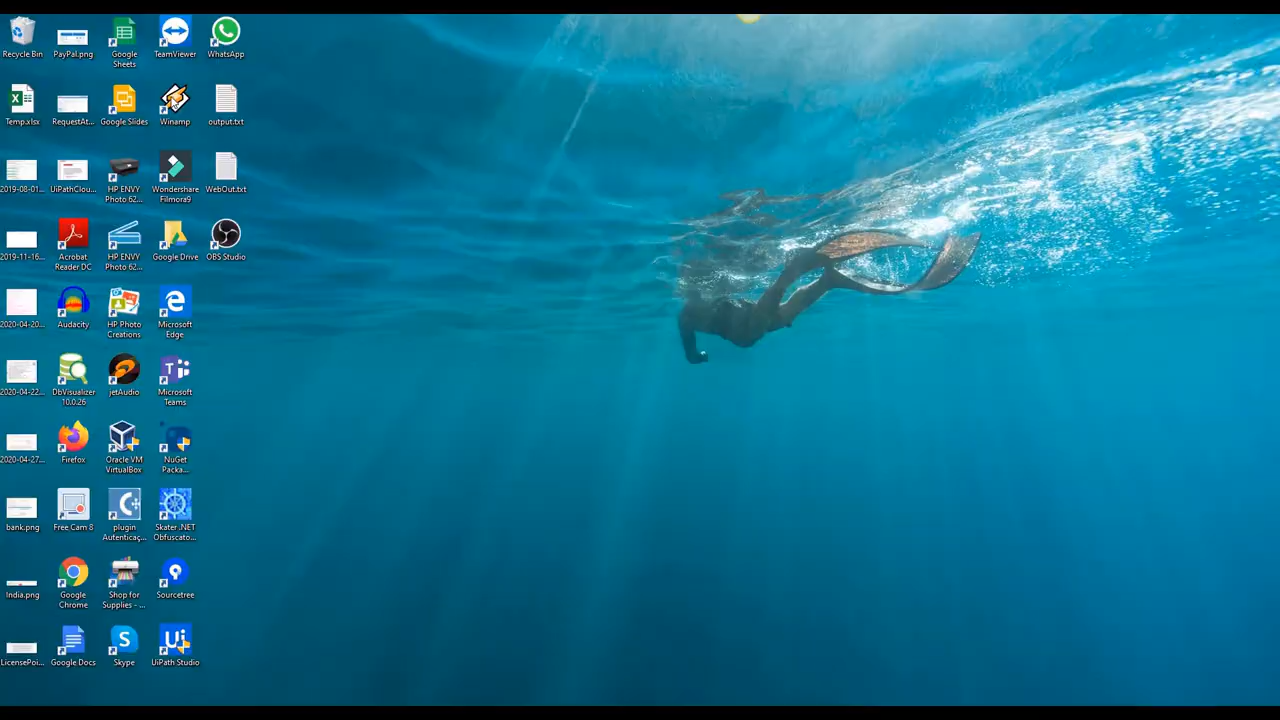 Recycle Bin
PayPal.png
Google
Sheets
TeamViewer
WhatsApp
Temp.xlsx
RequestAt...
Google Slides
Winamp
output.txt
2019-08-01...
UiPathClou...
HP ENVY
Photo 62...
Wondershare
Filmora9
WebOut.txt
2019-11-16...
Acrobat
Reader DC
HP ENVY
Photo 62...
Google Drive
OBS Studio
2020-04-20...
Audacity
HP Photo
Creations
Microsoft
Edge
2020-04-22...
DbVisualizer
10.0.26
jetAudio
Microsoft
Teams
2020-04-27...
Firefox
Oracle VM
VirtualBox
NuGet
Packa...
bank.png
Free Cam 8
plugin
Autenticaç...
Skater .NET
Obfuscato...
India.png
Google
Chrome
Shop for
Supplies - ...
Sourcetree
LicensePoi...
Google Docs
Skype
UiPath Studio